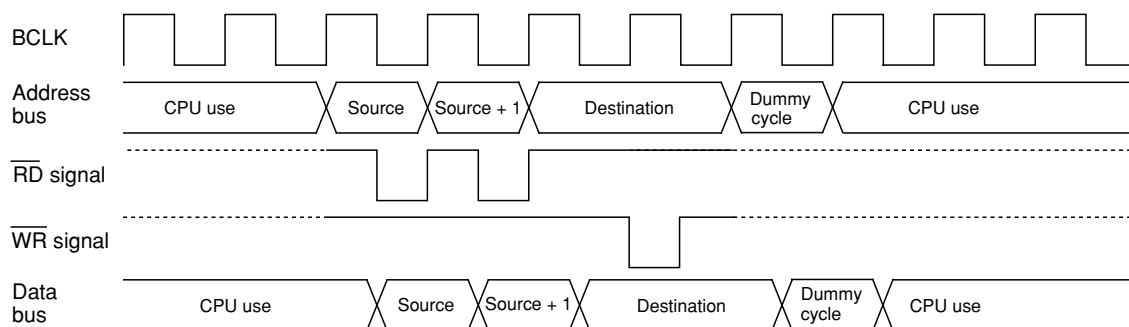 BCLK
Address
bus
CPU use
Source
Source + 1
Destination
Dummy
cycle
CPU use
RD signal
WR signal
Data
bus
CPU use
Source
Source + 1
Destination
Dummy
cycle
CPU use